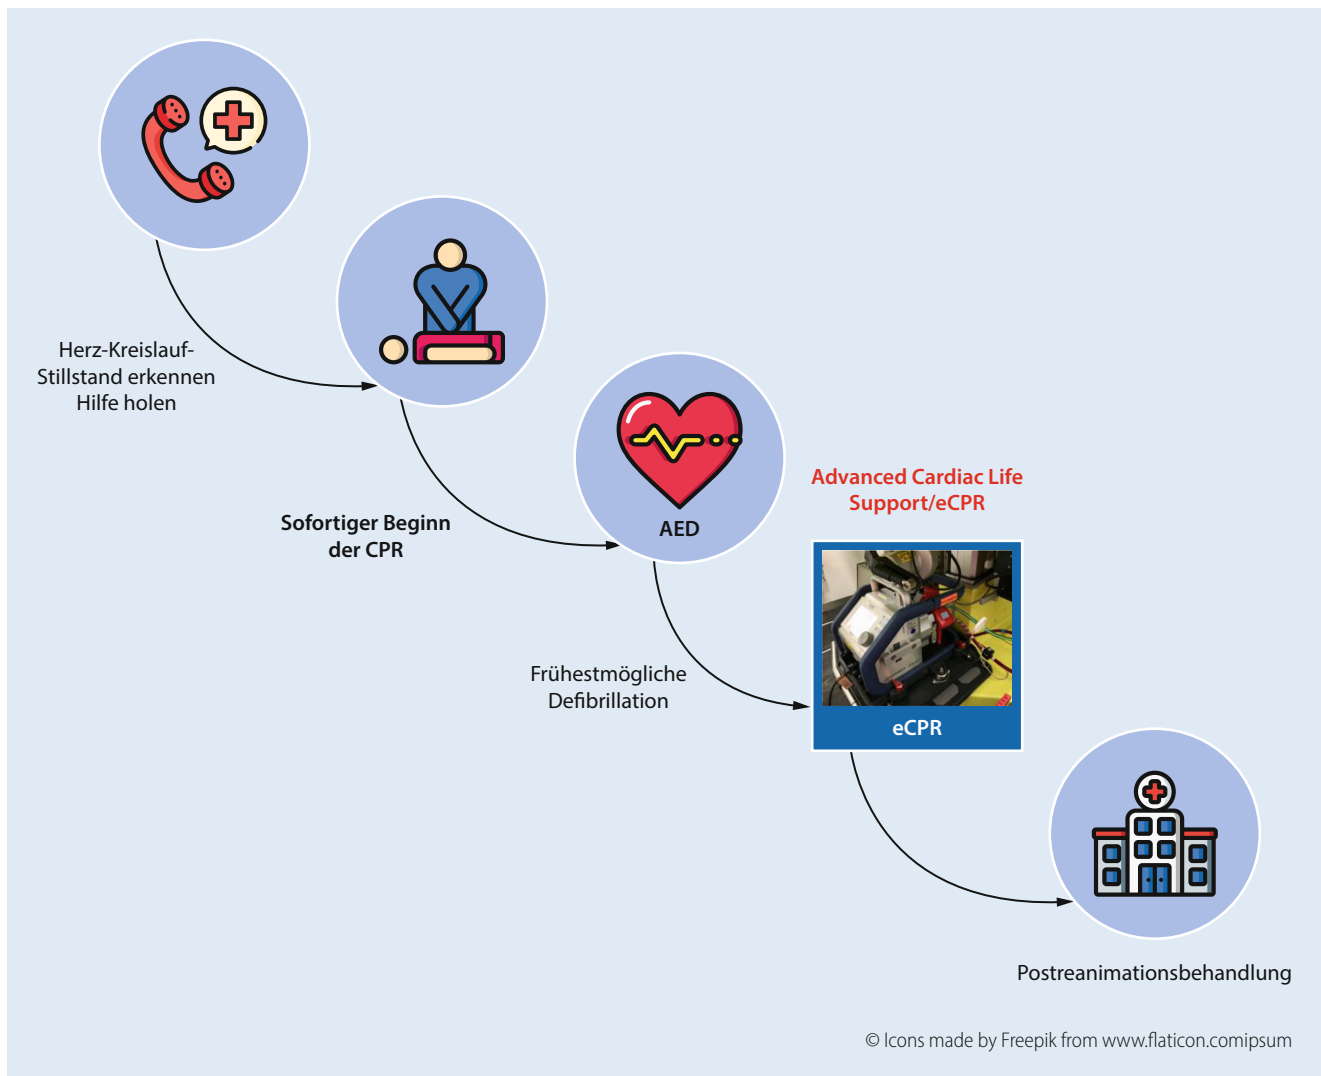 Herz-Kreislauf-
Stillstand erkennen
Hilfe holen
Sofortiger Beginn
der CPR
AED
Frühestmögliche
Defibrillation
Advanced Cardiac Life
Support/eCPR
eCPR
Postreanimationsbehandlung
© Icons made by Freepik from www.flaticon.comipsum